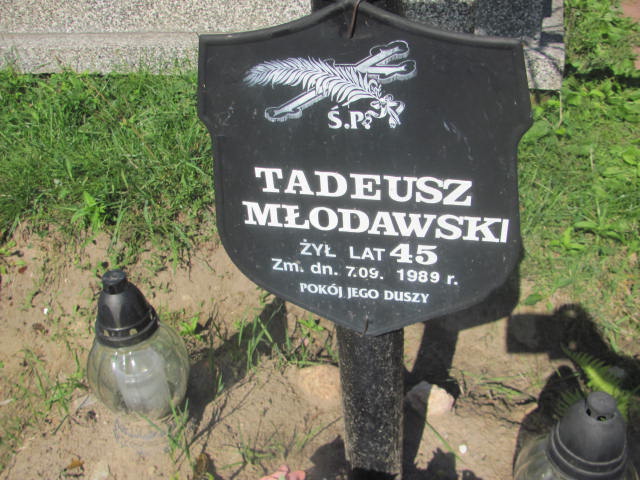 Ś.P.
TADEUSZ
MŁODAWSKI
ŻYŁ LAT 45
Zm. dn. 7.09. 1989 r.
POKÓJ JEGO DUSZY